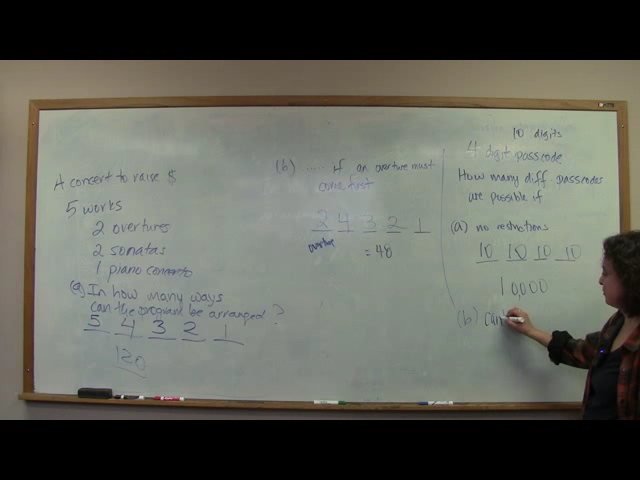 A concert to raise $
5 works
2 overtures
2 sonatas
1 piano concerto
(a) In how many ways
can the program be arranged?
5 4 3 2 1
120
(b) ..... if an overture must
come first
2 4 3 2 1
overture
= 48
10 digits
4 digit passcode
How many diff passcodes
are possible if
(a) no restrictions
10 10 10 10
10,000
(b) can